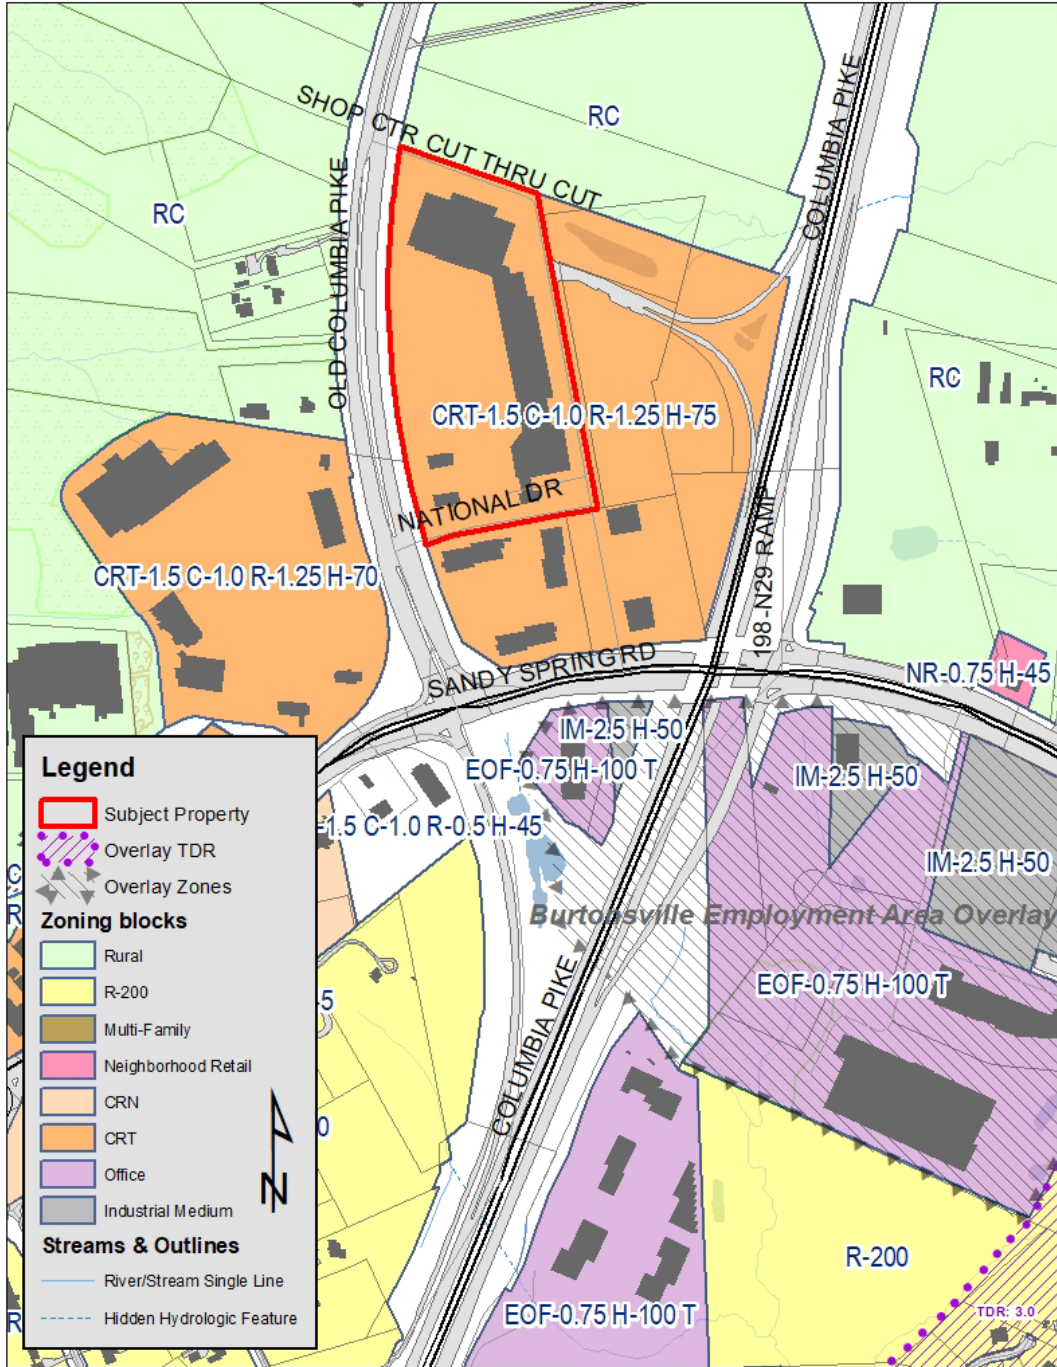 SHOP CTR CUT THRU CUT
RC
COLUMBIA PIKE
RC
OLD COLUMBIA PIKE
RC
CRT-1.5 C-1.0 R-1.25 H-75
NATIONAL DR
CRT-1.5 C-1.0 R-1.25 H-70
198-N29 RAMP
SANDY SPRING RD
NR-0.75 H-45
IM-2.5 H-50
EOF-0.75 H-100 T
IM-2.5 H-50
-1.5 C-1.0 R-0.5 H-45
IM-2.5 H-50
Burtonsville Employment Area Overlay
EOF-0.75 H-100 T
COLUMBIA PIKE
R-200
TDR: 3.0
EOF-0.75 H-100 T
Legend
Subject Property
Overlay TDR
Overlay Zones
Zoning blocks
Rural
R-200
Multi-Family
Neighborhood Retail
CRN
CRT
Office
Industrial Medium
N
Streams & Outlines
River/Stream Single Line
Hidden Hydrologic Feature
-5
0
C
R
R